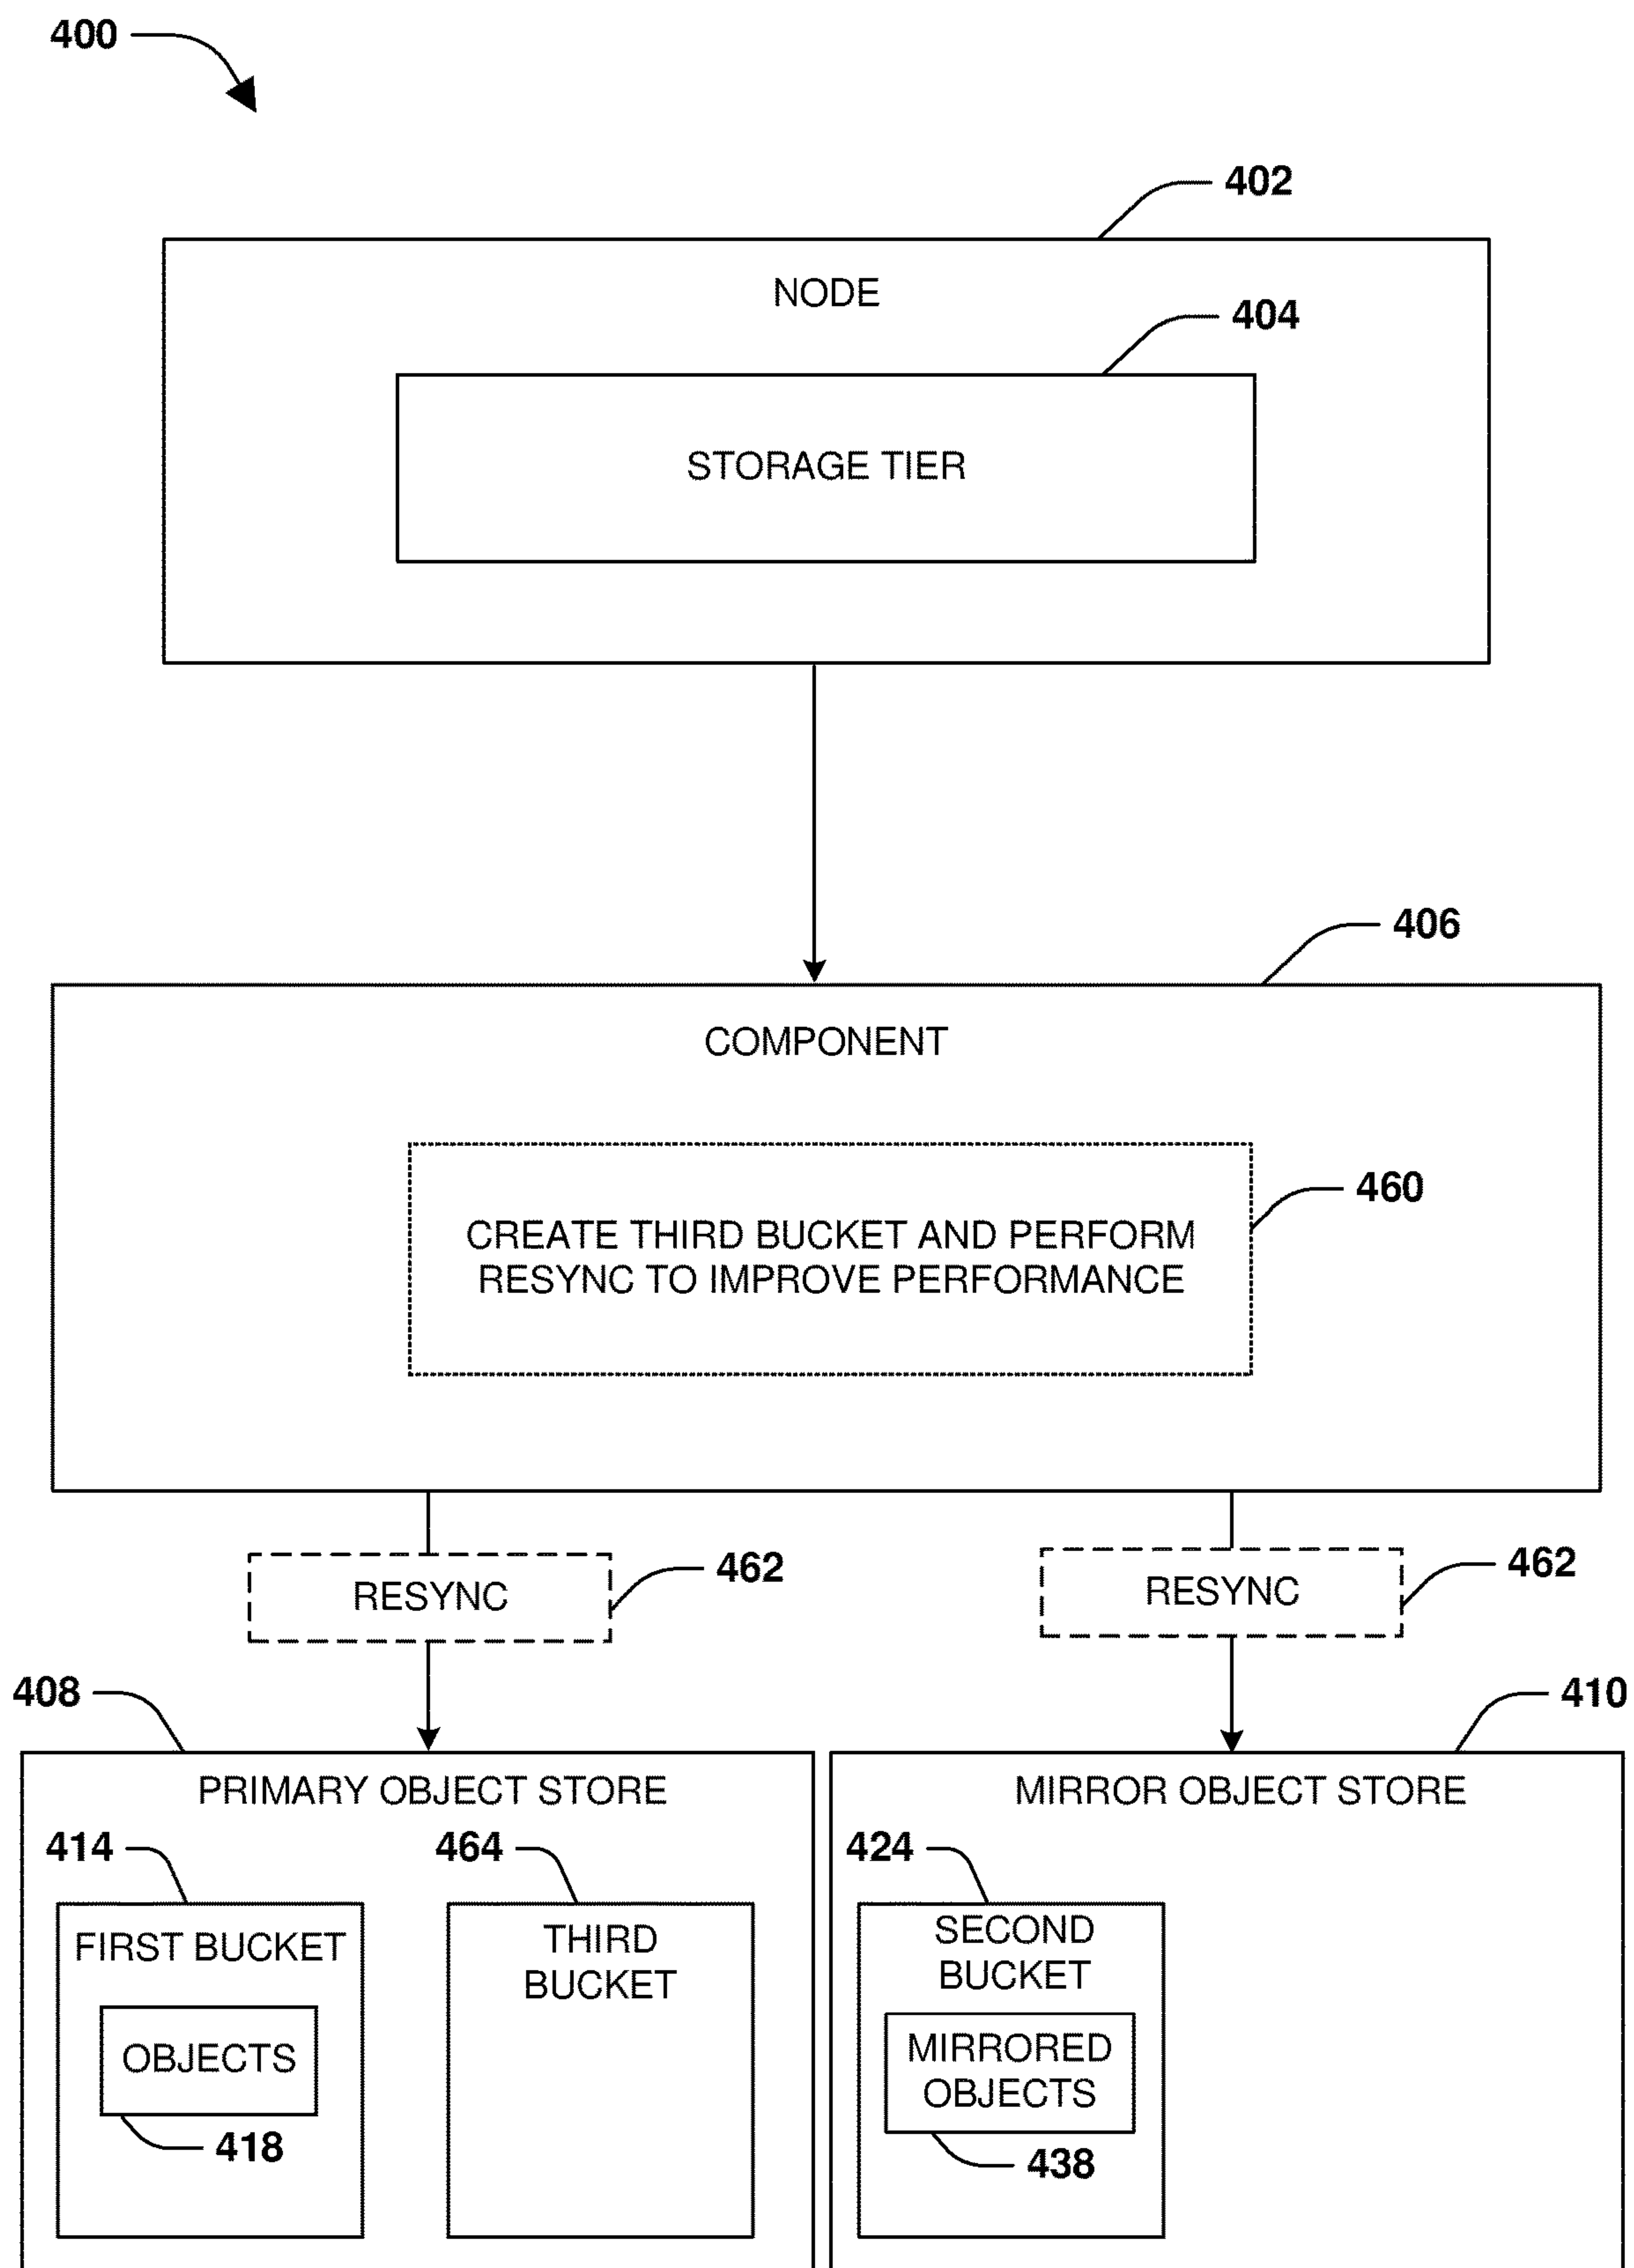 400
402
NODE
404
STORAGE TIER
406
COMPONENT
460
CREATE THIRD BUCKET AND PERFORM
RESYNC TO IMPROVE PERFORMANCE
RESYNC
462
RESYNC
462
408
410
PRIMARY OBJECT STORE
MIRROR OBJECT STORE
414
464
424
FIRST BUCKET
OBJECTS
418
THIRD
BUCKET
SECOND
BUCKET
MIRRORED
OBJECTS
438